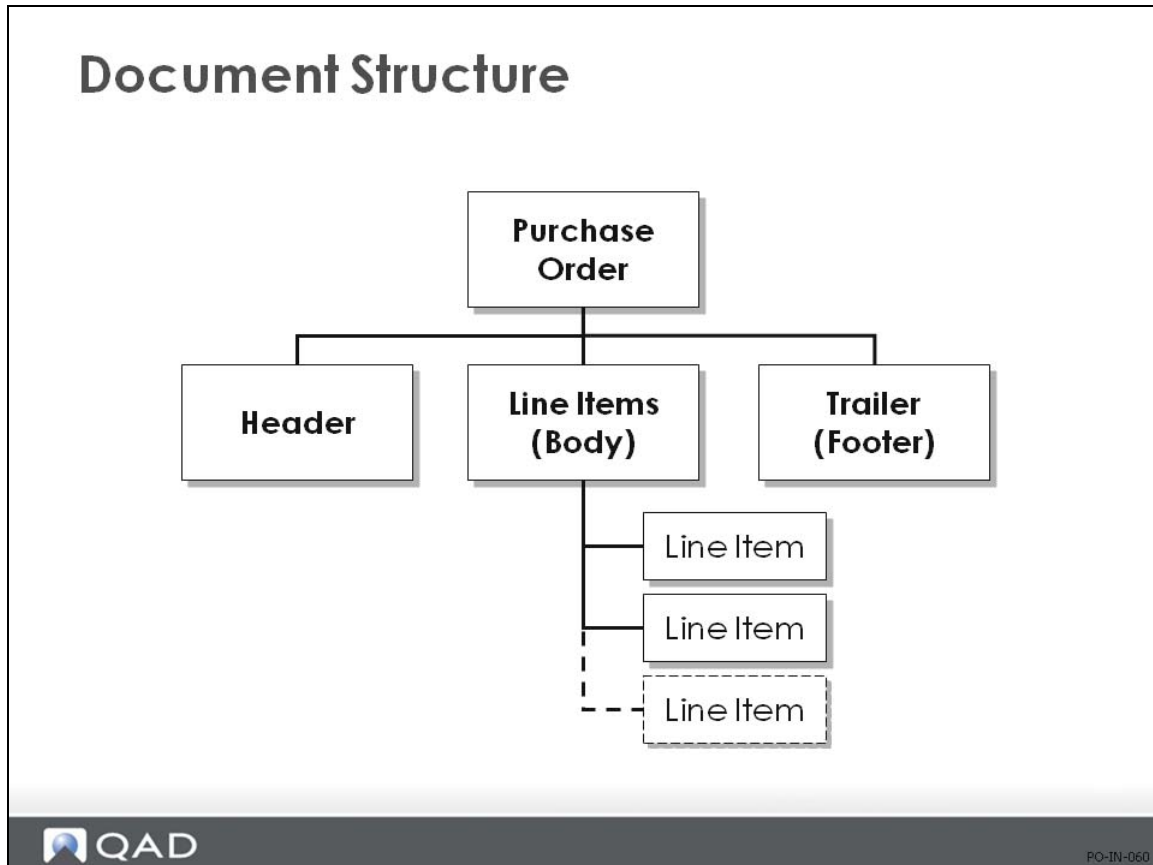 Document Structure
Purchase
Order
Header
Line Items
(Body)
Trailer
(Footer)
Line Item
Line Item
Line Item
QAD
PO-IN-060